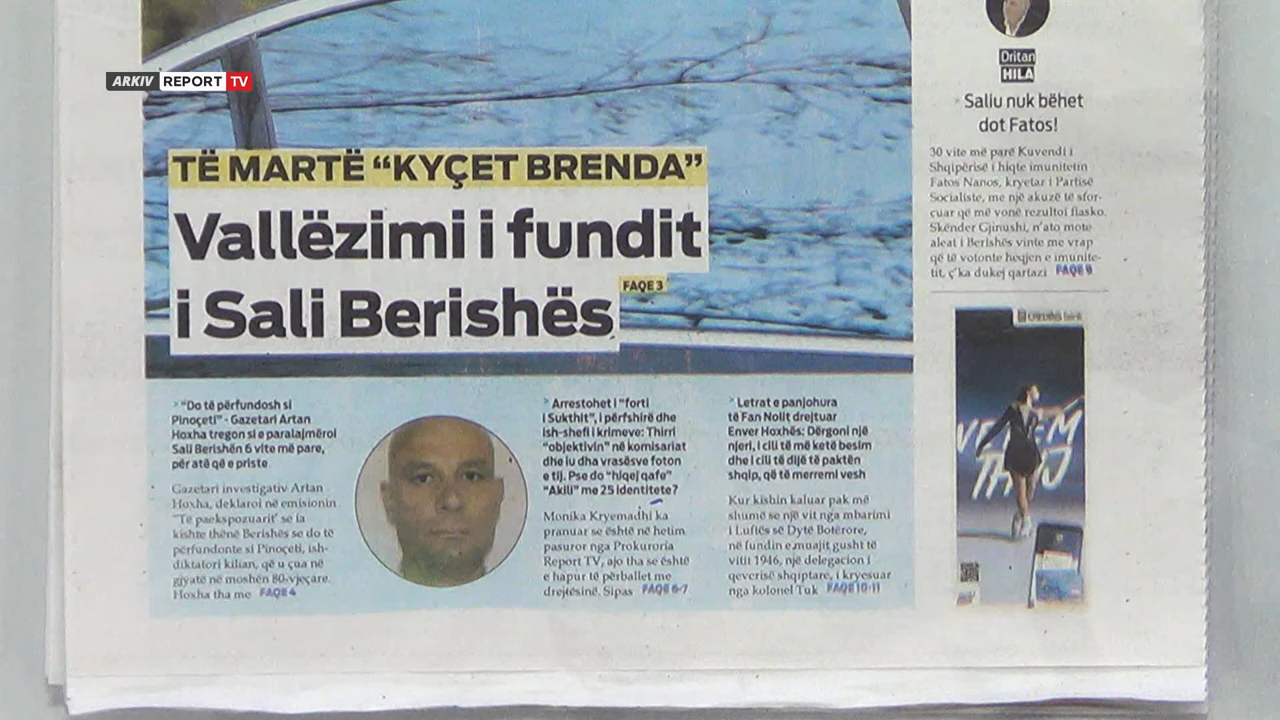 ARKIV REPORT TV
TË MARTË “KYÇET BRENDA”
Vallëzimi i fundit
i Sali Berishës
FAQE 3
Dritan
HILA
Saliu nuk bëhet
dot Fatos!
30 vite më parë Kuvendi i
Shqipërisë i hiqte imunitetin
Fatos Nanos, kryetar i Partisë
Socialiste, me një akuzë të sfor-
cuar që më vonë rezultoi fiasko.
Skënder Gjinushi, n’ato mote
aleat i Berishës vinte me vrap
që të votonte heqjen e imunite-
tit, ç’ka dukej qartazi FAQE 9
“Do të përfundosh si
Pinoçeti” - Gazetari Artan
Hoxha tregon si e paralajmëroi
Sali Berishën 6 vite më pare,
për atë që e priste
Gazetari investigativ Artan
Hoxha, deklaroi në emisionin
“Të paekspozuarit” se ia
kishte thënë Berishës se do të
përfundonte si Pinoçeti, ish-
diktatori kilian, që u çua në
gjyatë në moshën 80-vjeçare.
Hoxha tha me FAQE 4
Arrestohet i “forti
i Sukthit”, i përfshirë dhe
ish-shefi i krimeve: Thirri
“objektivin” në komisariat
dhe iu dha vrasësve foton
e tij. Pse do “hiqej qafe”
“Akili” me 25 identitete?
Monika Kryemadhi ka
pranuar se është në hetim
pasuror nga Prokuroria
Report TV, ajo tha se është
e hapur të përballet me
drejtësinë. Sipas FAQE 6-7
Letrat e panjohura
të Fan Nolit drejtuar
Enver Hoxhës: Dërgoni një
njeri, i cili të më ketë besim
dhe i cili të dijë të paktën
shqip, që të merremi vesh
Kur kishin kaluar pak më
shumë se një vit nga mbarimi
i Luftës së Dytë Botërore,
në fundin e muajit gusht të
vitit 1946, një delegacion i
qeverisë shqiptare, i kryesuar
nga kolonel Tuk FAQE 10-11